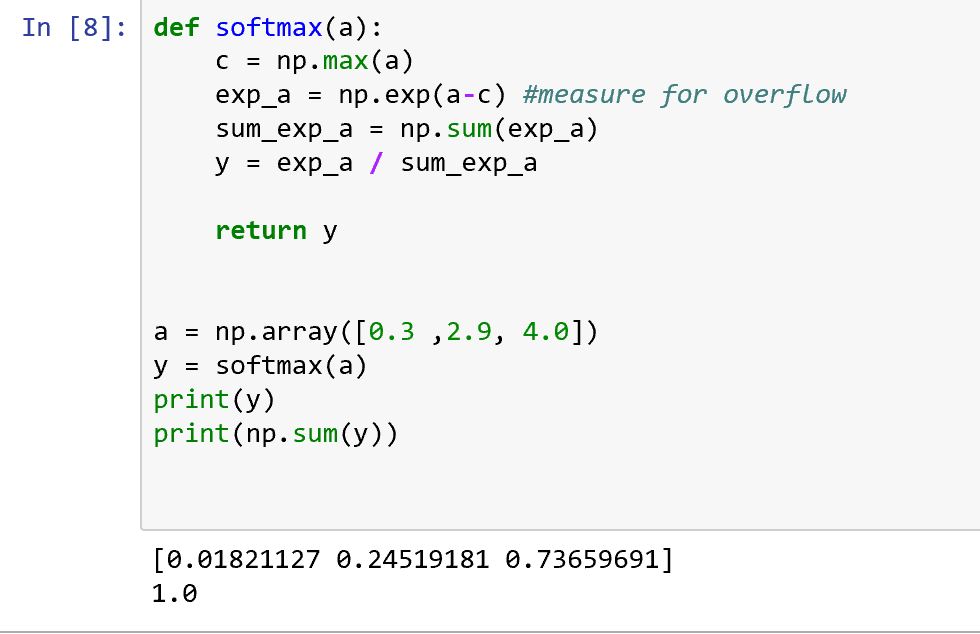 In [8]: def softmax(a):
    c = np.max(a)
    exp_a = np.exp(a-c) #measure for overflow
    sum_exp_a = np.sum(exp_a)
    y = exp_a / sum_exp_a
    return y
a = np.array([0.3 ,2.9, 4.0])
y = softmax(a)
print(y)
print(np.sum(y))
[0.01821127 0.24519181 0.73659691]
1.0